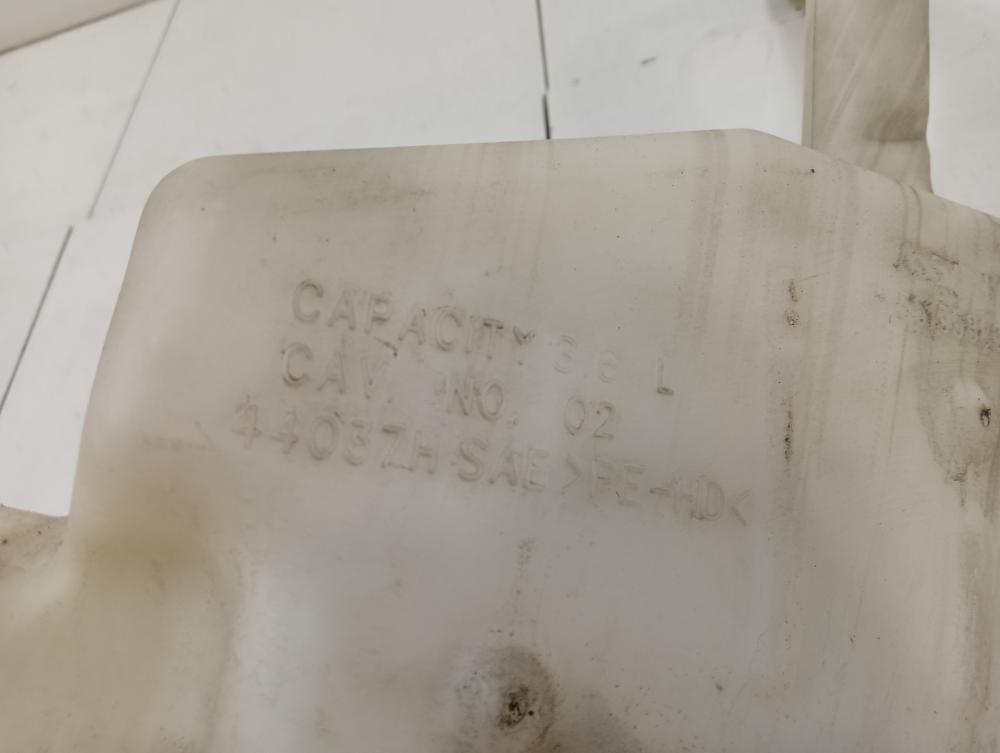 CAPACITY 3.6 L
CAV. NO. 02
44037H SAE >PE-HD<